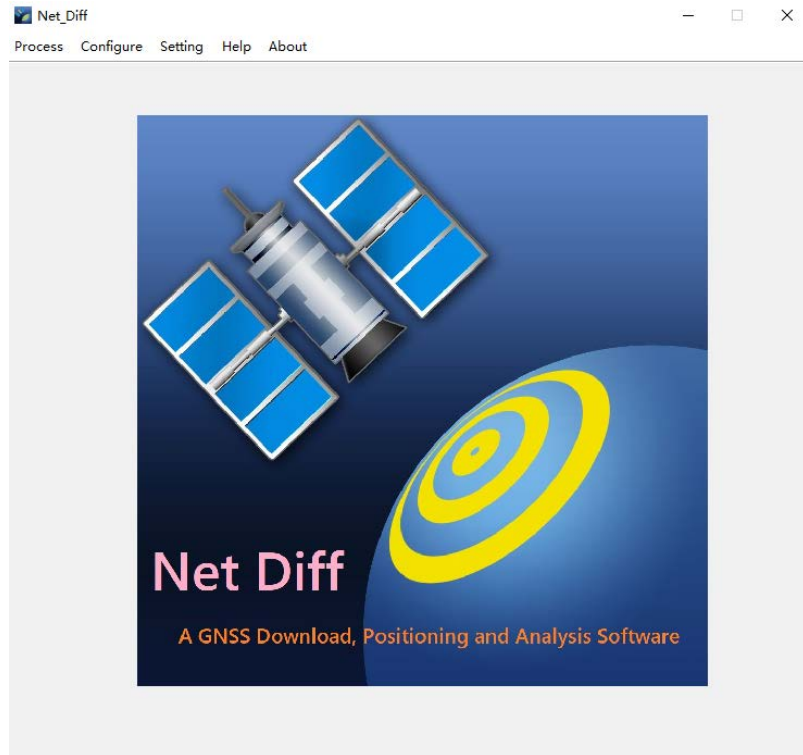 Net_Diff
Process Configure Setting Help About
Net Diff
A GNSS Download, Positioning and Analysis Software